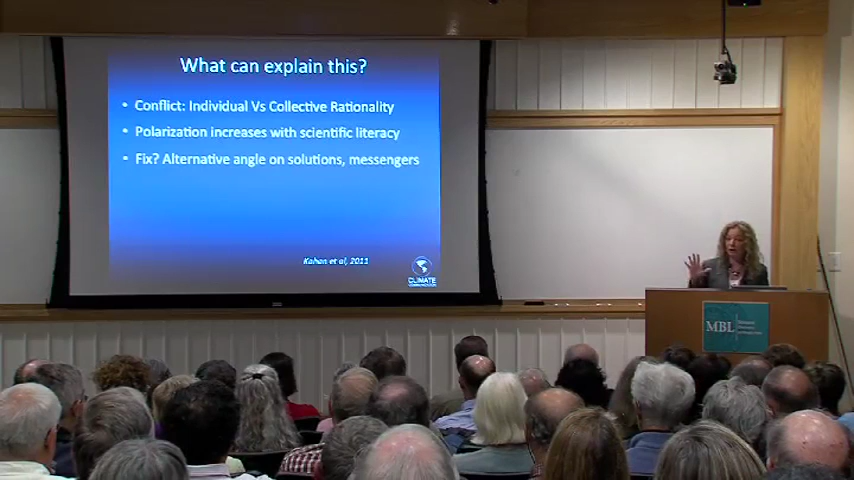 What can explain this?
• Conflict: Individual Vs Collective Rationality
• Polarization increases with scientific literacy
• Fix? Alternative angle on solutions, messengers
Kahan et al, 2011
CLIMATE
MBL